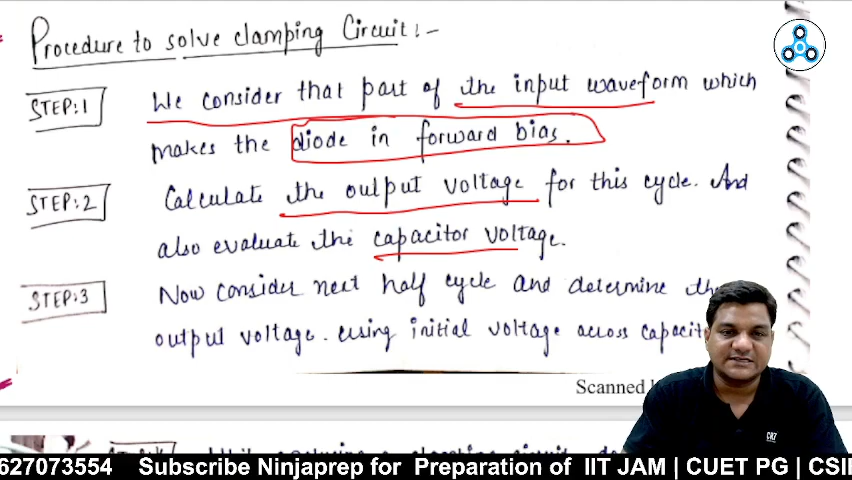 Procedure to solve clamping Circuit:-
STEP:1 We consider that part of the input waveform which
makes the diode in forward bias.
STEP:2 Calculate the output voltage for this cycle. And
also evaluate the capacitor voltage.
STEP:3 Now consider next half cycle and determine
output voltage. using initial voltage across
Scanned
627073554 Subscribe Ninjaprep for Preparation of IIT JAM | CUET PG | CSI